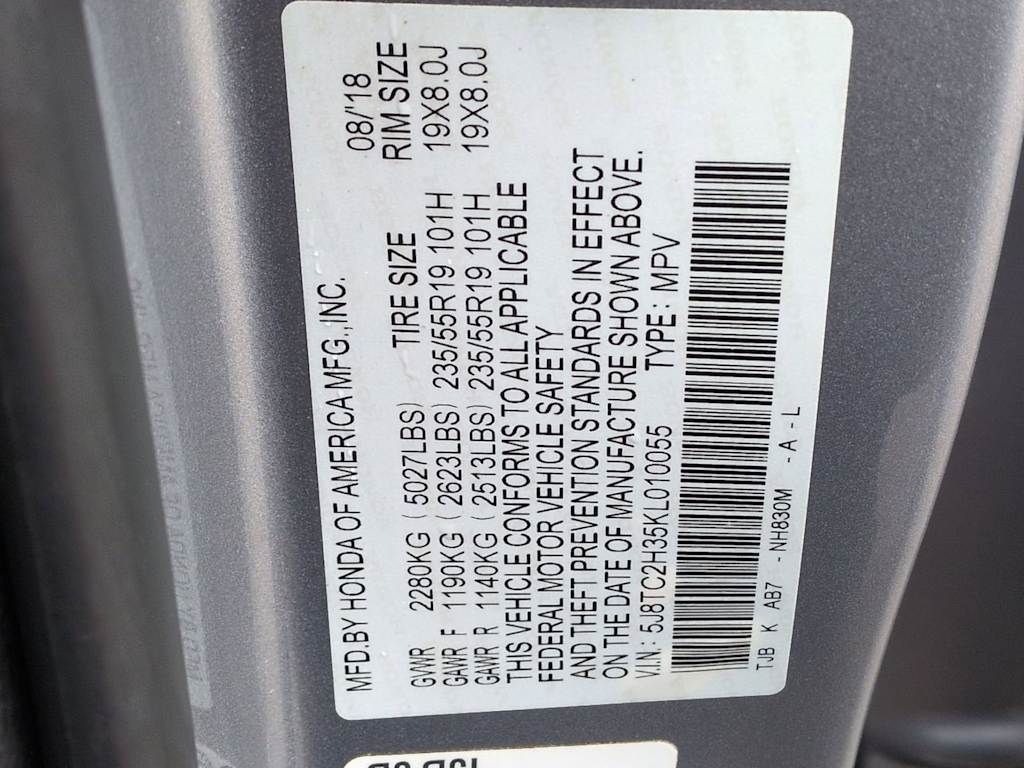 MFD.BY HONDA OF AMERICA MFG.,INC. 08/'18
TIRE SIZE RIM SIZE
GVWR 2280KG ( 5027LBS)
GAWR F 1190KG ( 2623LBS) 235/55R19 101H 19X8.0J
GAWR R 1140KG ( 2513LBS) 235/55R19 101H 19X8.0J
THIS VEHICLE CONFORMS TO ALL APPLICABLE
FEDERAL MOTOR VEHICLE SAFETY
AND THEFT PREVENTION STANDARDS IN EFFECT
ON THE DATE OF MANUFACTURE SHOWN ABOVE.
V.I.N.: 5J8TC2H35KL010055 TYPE: MPV
TJB K AB7 -NH830M -A-L